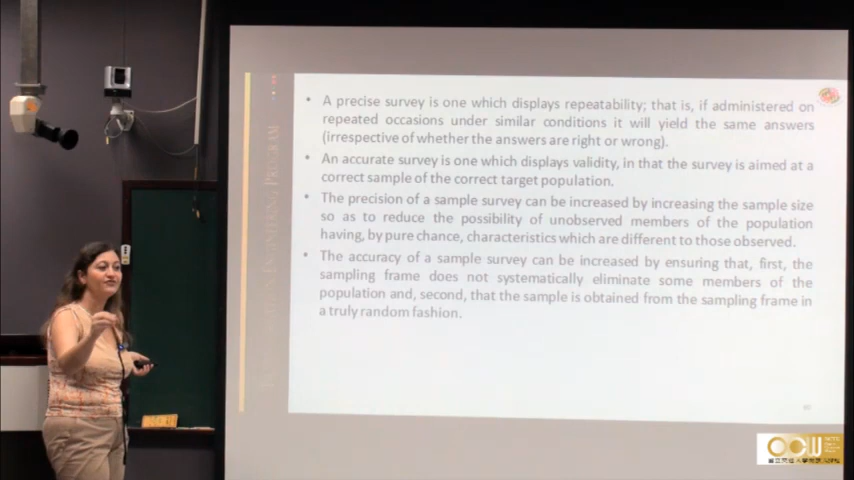 • A precise survey is one which displays repeatability; that is, if administered on
repeated occasions under similar conditions it will yield the same answers
(irrespective of whether the answers are right or wrong).
• An accurate survey is one which displays validity, in that the survey is aimed at a
correct sample of the correct target population.
• The precision of a sample survey can be increased by increasing the sample size
so as to reduce the possibility of unobserved members of the population
having, by pure chance, characteristics which are different to those observed.
• The accuracy of a sample survey can be increased by ensuring that, first, the
sampling frame does not systematically eliminate some members of the
population and, second, that the sample is obtained from the sampling frame in
a truly random fashion.
PROGRAM
OCW